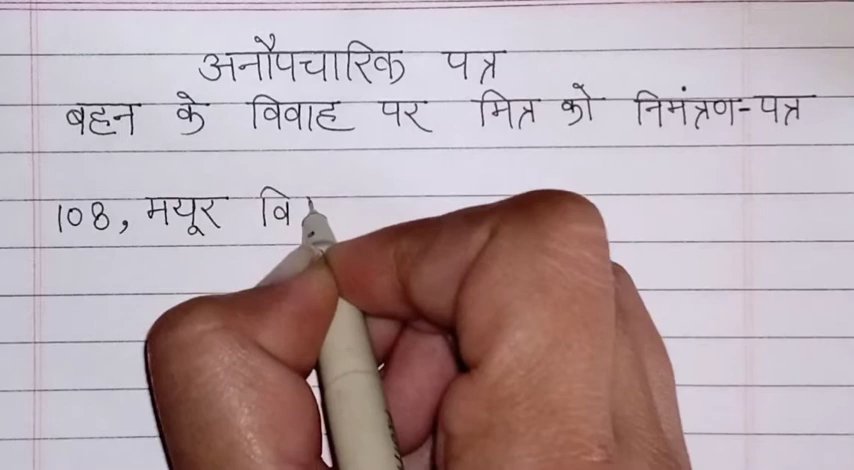 अनौपचारिक पत्र
बहन के विवाह पर मित्र को निमंत्रण-पत्र
108, मयूर वि